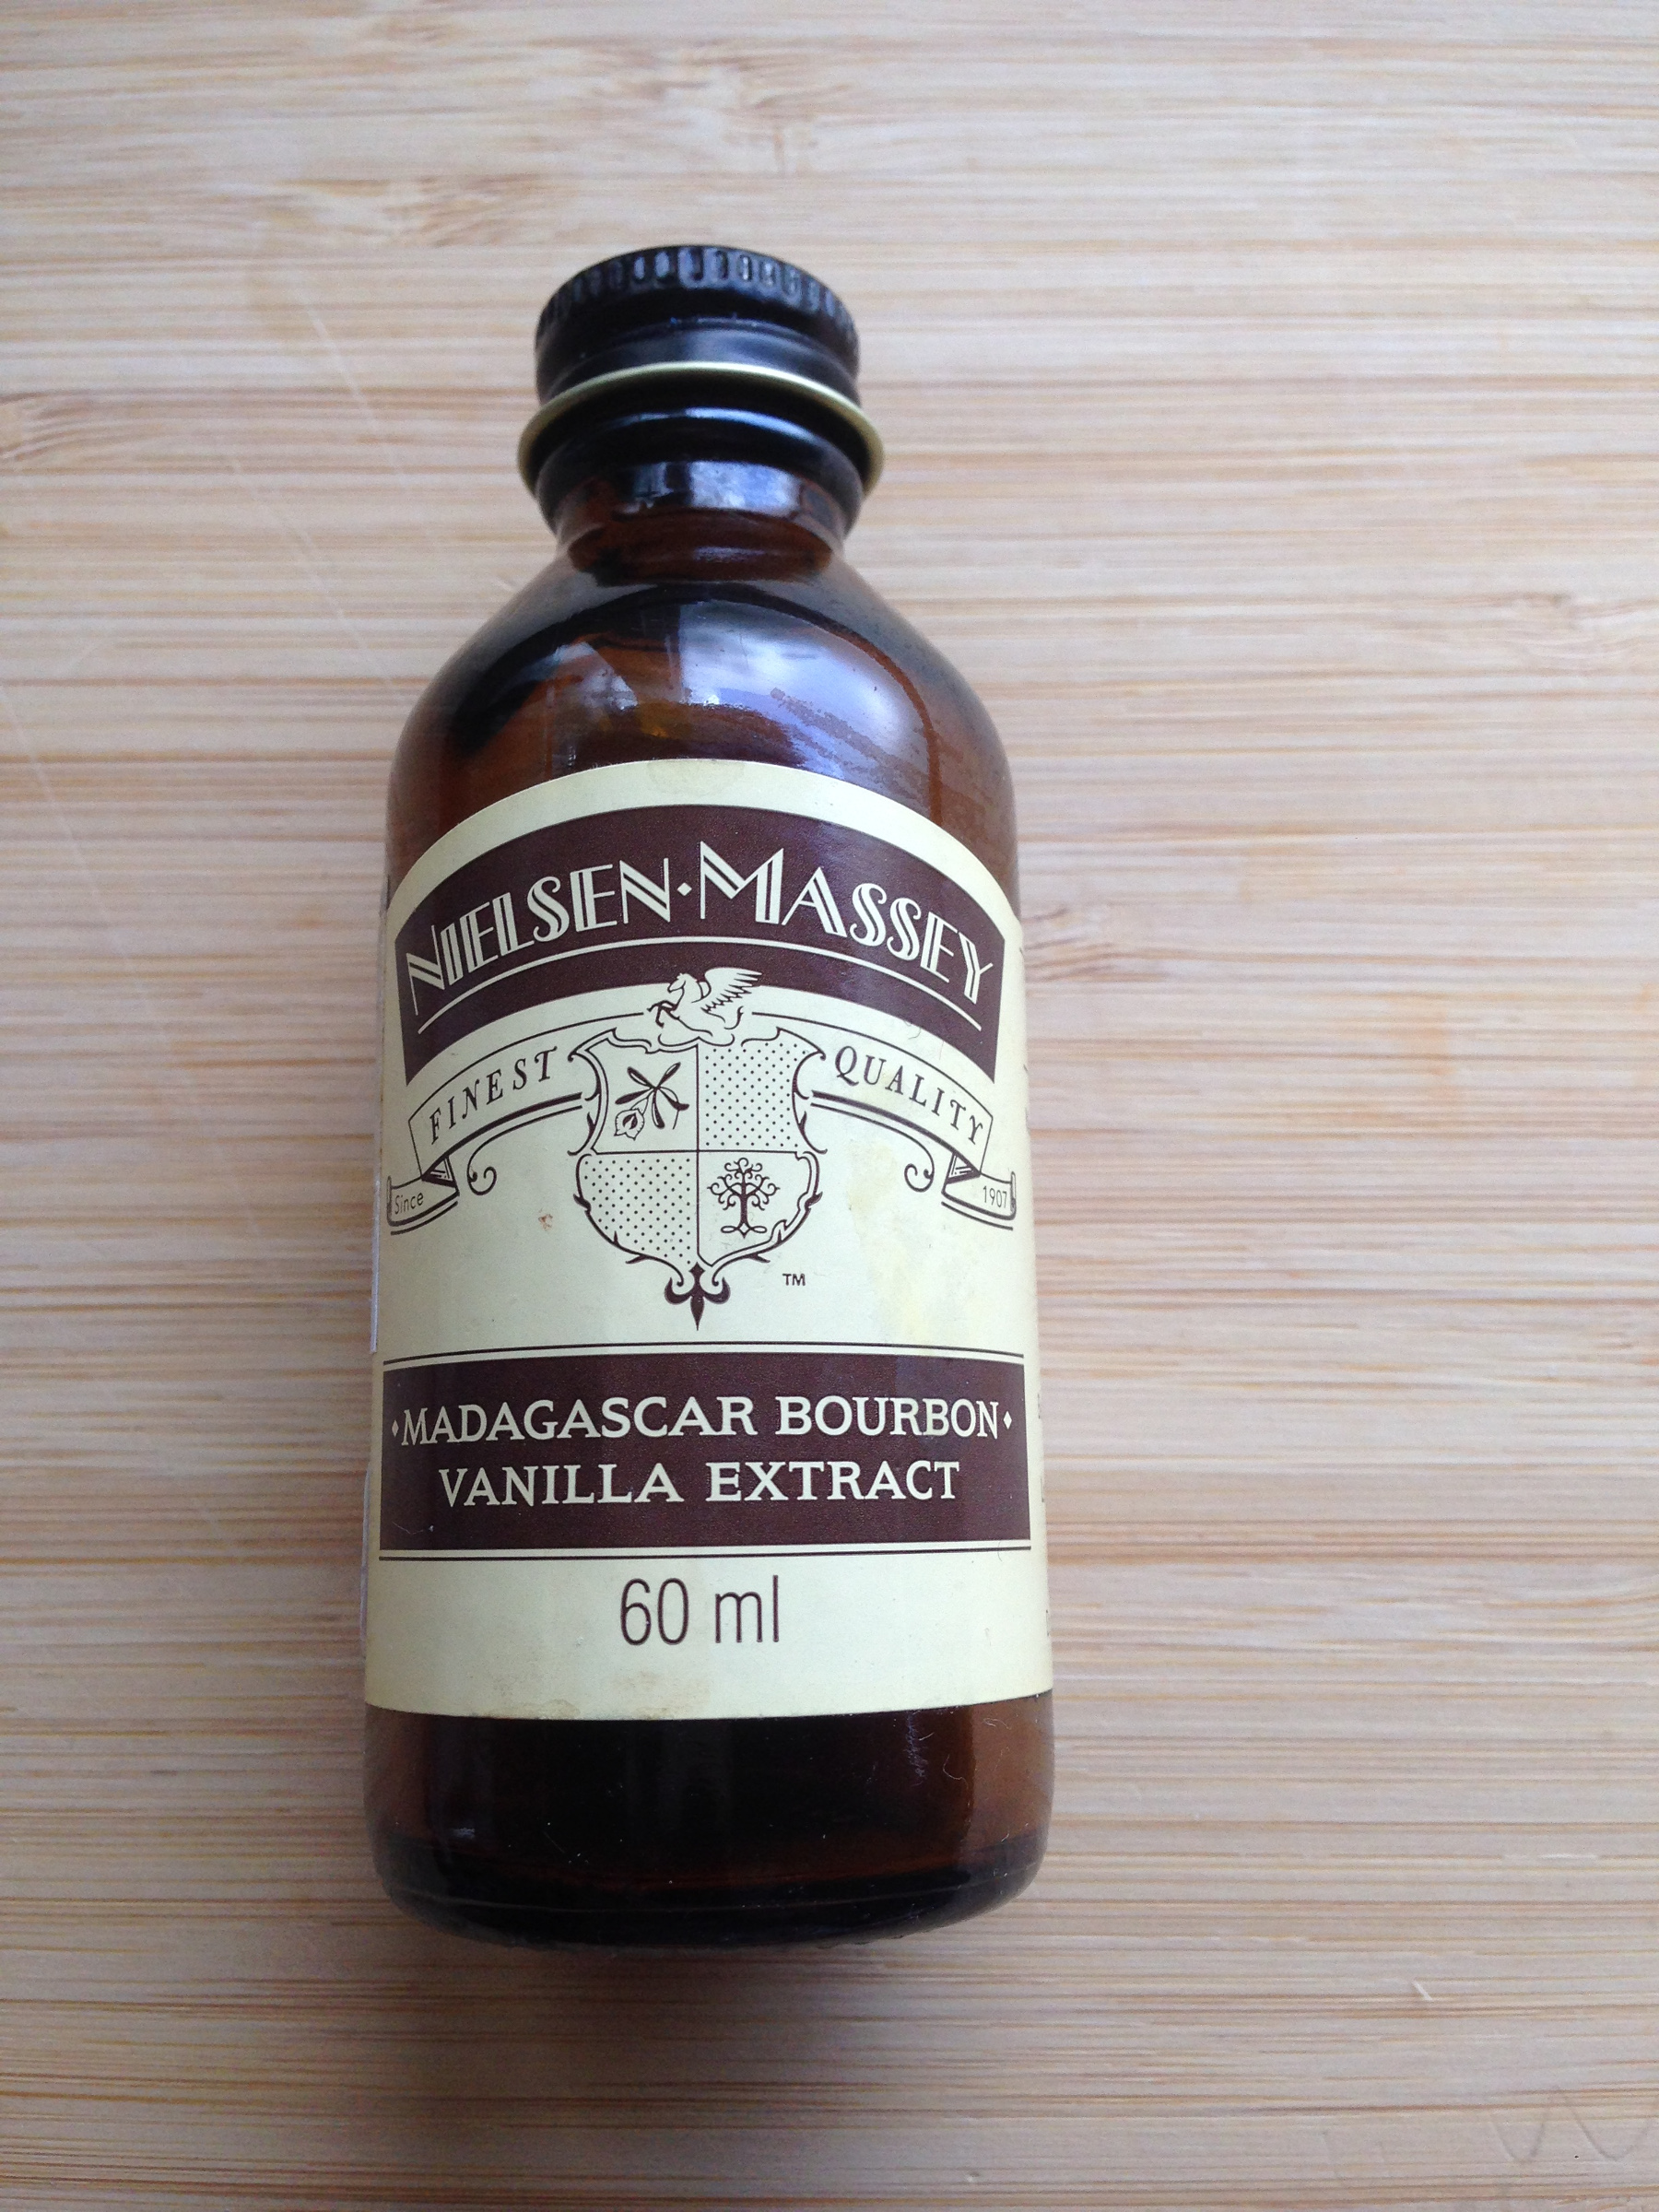 NIELSEN·MASSEY
FINEST QUALITY
Since 1907
TM
·MADAGASCAR BOURBON·
VANILLA EXTRACT
60 ml